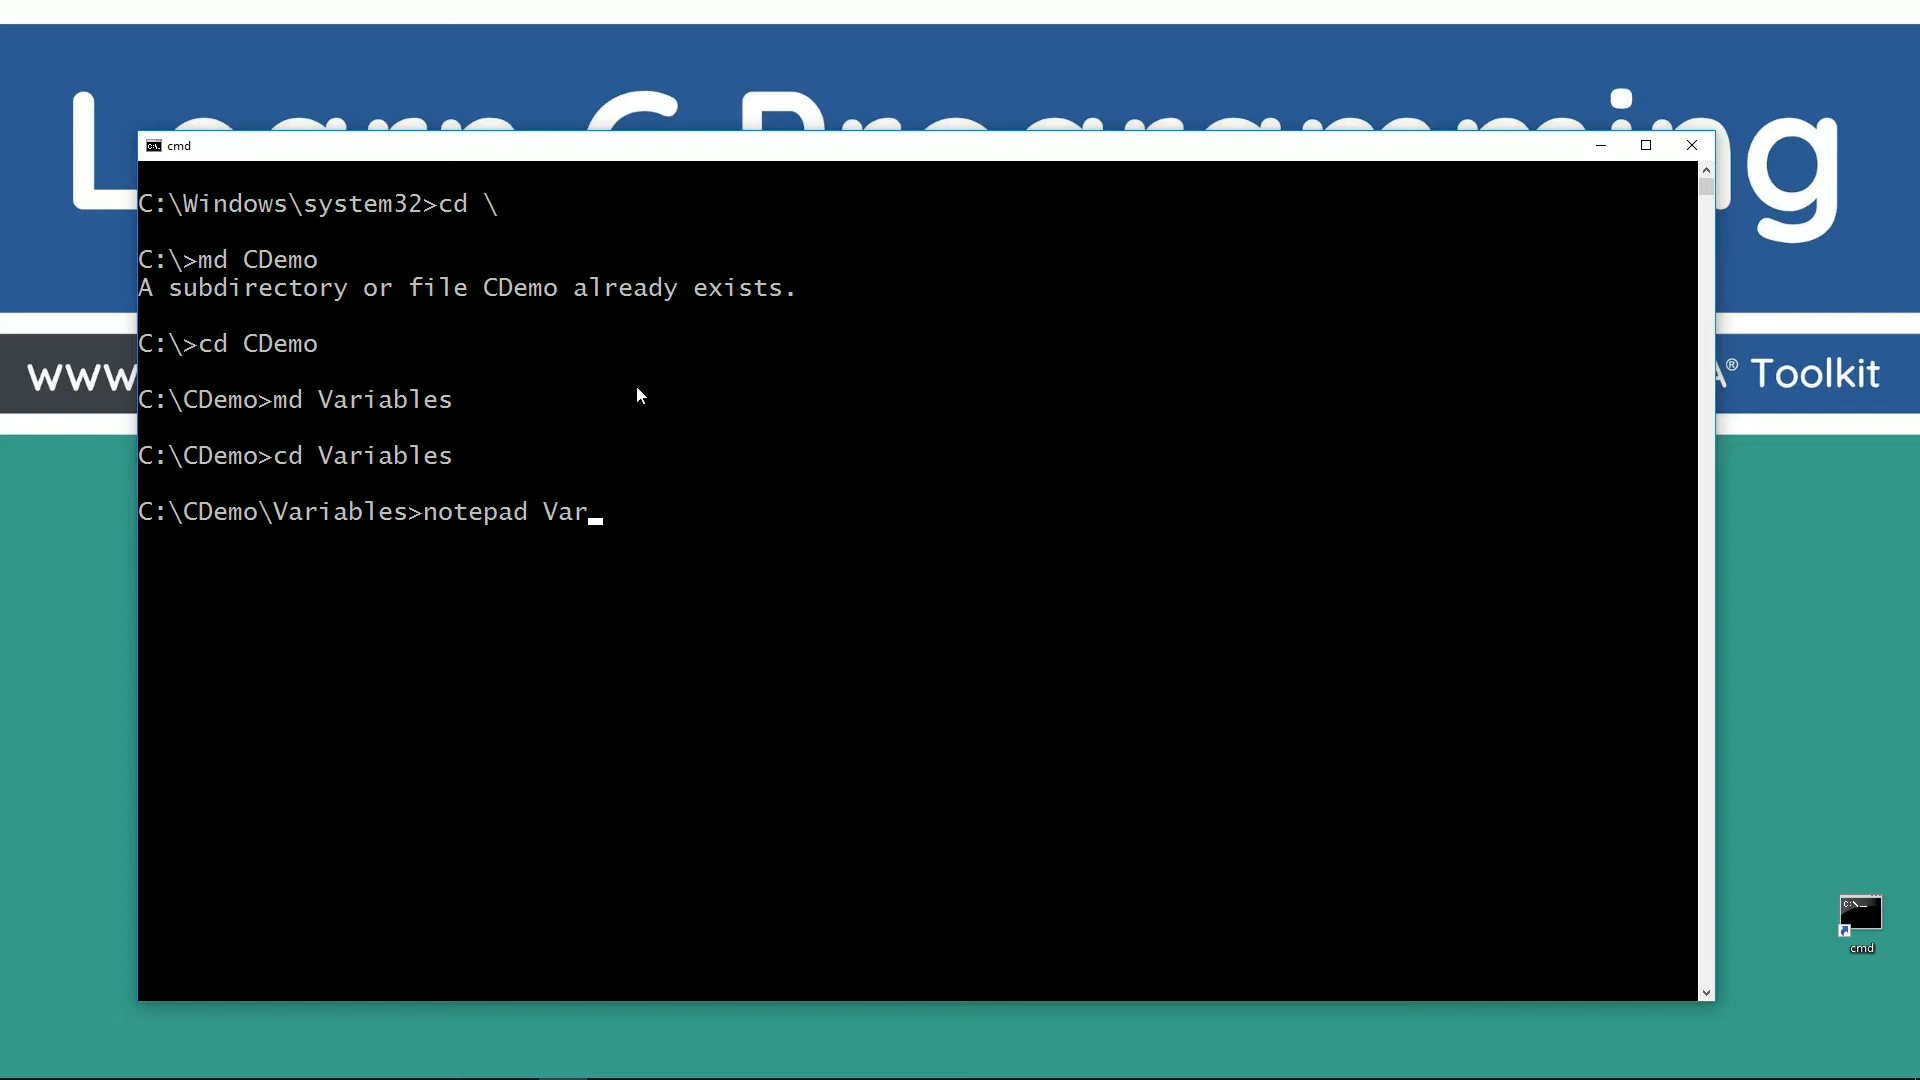 Learn C Programming
cmd
C:\Windows\system32>cd \
C:\>md CDemo
A subdirectory or file CDemo already exists.
C:\>cd CDemo
www
® Toolkit
C:\CDemo>md Variables
C:\CDemo>cd Variables
C:\CDemo\Variables>notepad Var
cmd